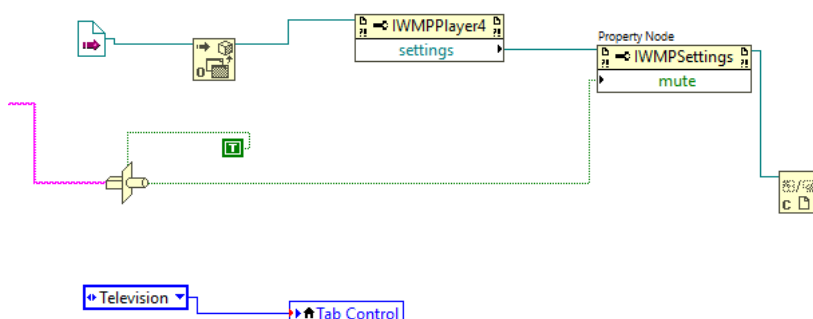 IWMPPlayer4
settings
Property Node
IWMPSettings
mute
T
C
Television
Tab Control